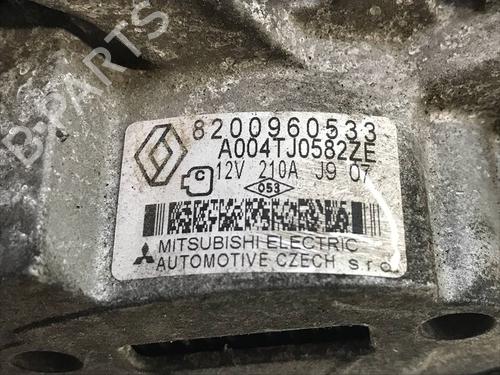 B-PARTS
8200960533
A004TJ0582ZE
12V 210A J9 07
C
053
MITSUBISHI ELECTRIC
AUTOMOTIVE CZECH s.r.o.